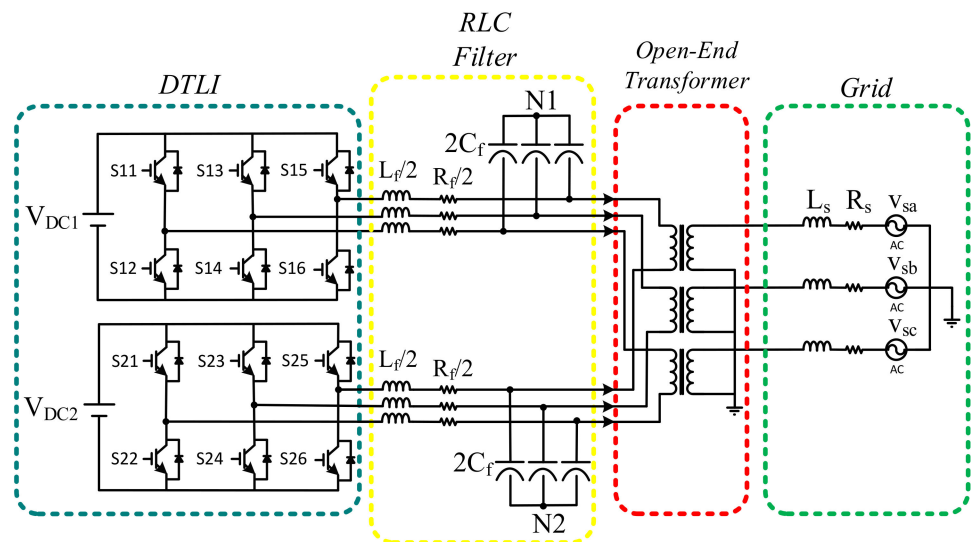 DTLI
RLC
Filter
Open-End
Transformer
Grid
N1
2Cf
S11
S13
S15
Lf/2
Rf/2
VDC1
S12
S14
S16
Ls
Rs
vsa
AC
vsb
AC
vsc
AC
S21
S23
S25
Lf/2
Rf/2
VDC2
S22
S24
S26
2Cf
N2